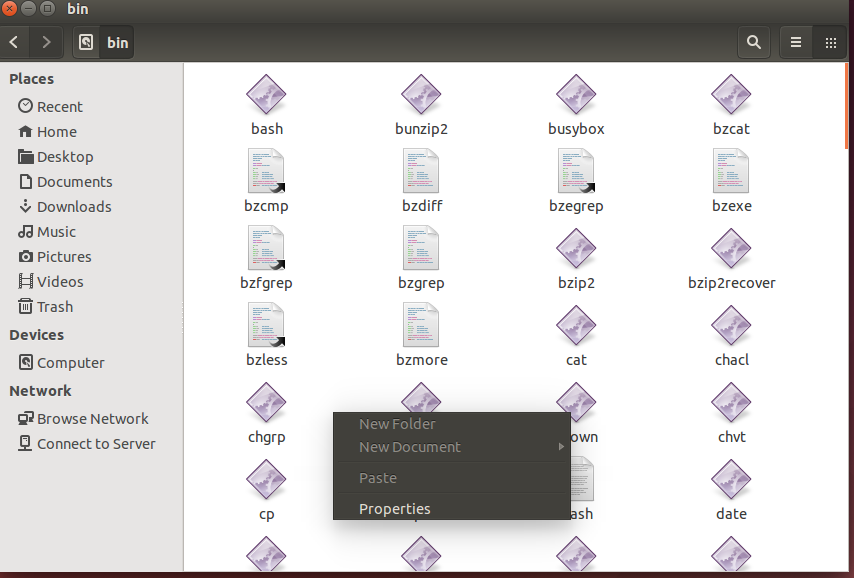 bin
bin
Places
Recent
Home
Desktop
Documents
Downloads
Music
Pictures
Videos
Trash
Devices
Computer
Network
Browse Network
Connect to Server
bash bunzip2 busybox bzcat
bzcmp bzdiff bzegrep bzexe
bzfgrep bzgrep bzip2 bzip2recover
bzless bzmore cat chacl
chgrp own chvt
cp ash date
New Folder
New Document
Paste
Properties